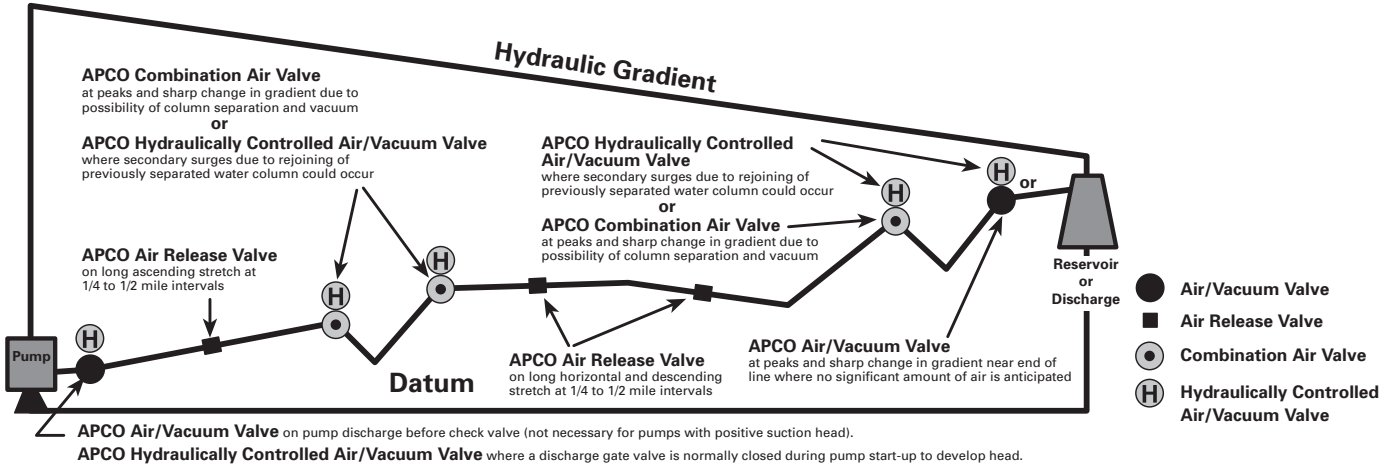 Hydraulic Gradient
APCO Combination Air Valve
at peaks and sharp change in gradient due to
possibility of column separation and vacuum
or
APCO Hydraulically Controlled Air/Vacuum Valve
where secondary surges due to rejoining of
previously separated water column could occur
APCO Hydraulically Controlled
Air/Vacuum Valve
where secondary surges due to rejoining of
previously separated water column could occur
or
APCO Combination Air Valve
at peaks and sharp change in gradient due to
possibility of column separation and vacuum
H
or
H
APCO Air Release Valve
on long ascending stretch at
1/4 to 1/2 mile intervals
H
H
H
Pump
Reservoir
or
Discharge
Datum
APCO Air Release Valve
on long horizontal and descending
stretch at 1/4 to 1/2 mile intervals
APCO Air/Vacuum Valve
at peaks and sharp change in gradient near end of
line where no significant amount of air is anticipated
Air/Vacuum Valve
Air Release Valve
Combination Air Valve
H Hydraulically Controlled
Air/Vacuum Valve
APCO Air/Vacuum Valve on pump discharge before check valve (not necessary for pumps with positive suction head).
APCO Hydraulically Controlled Air/Vacuum Valve where a discharge gate valve is normally closed during pump start-up to develop head.